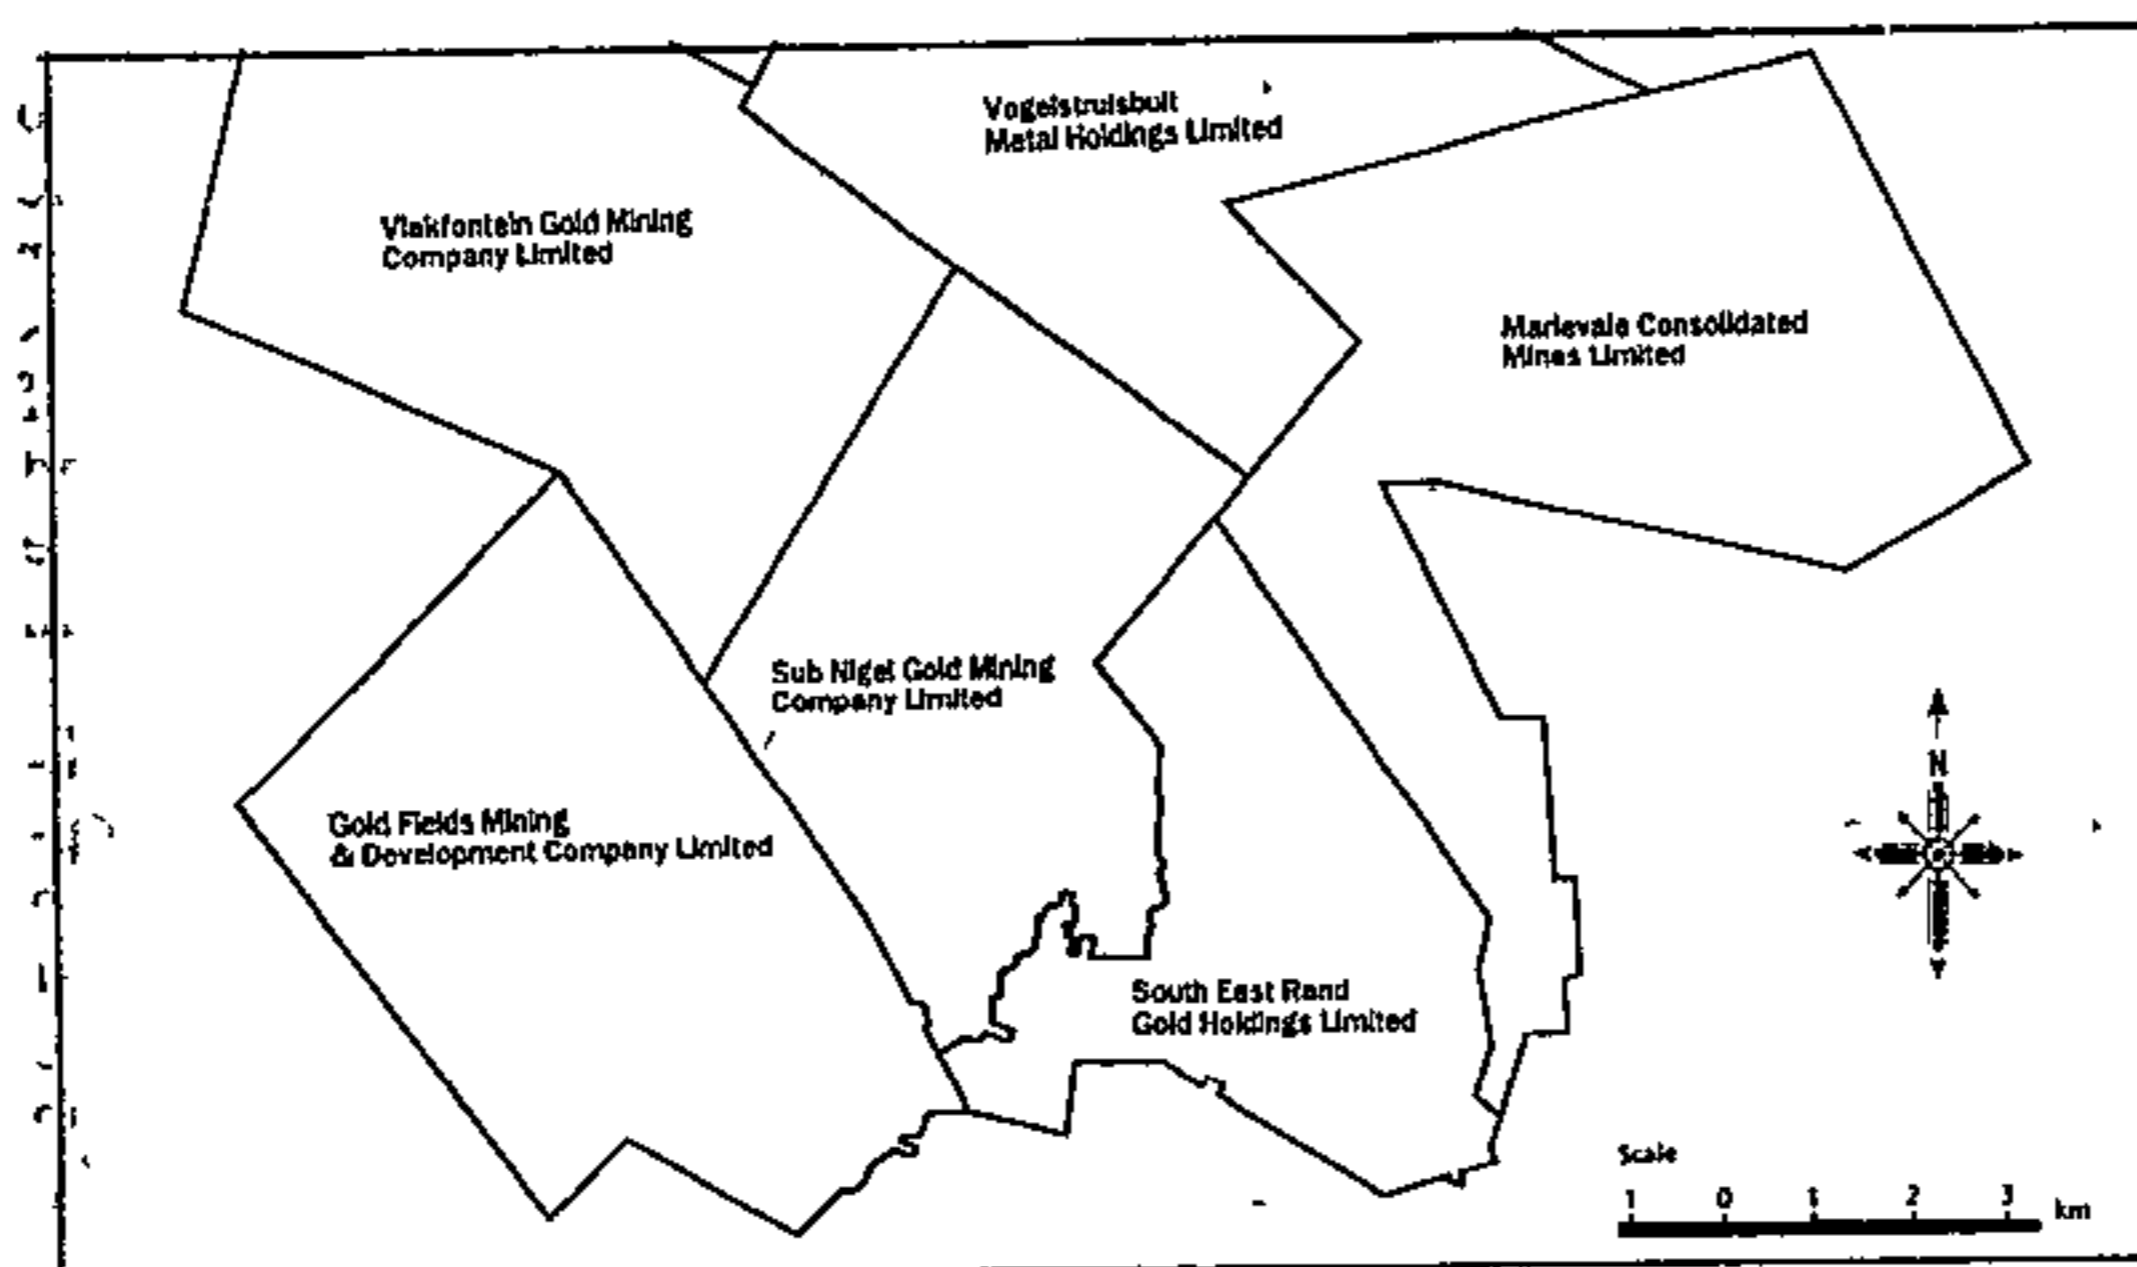 Vogelstruisbult
Metal Holdings Limited
Vlakfontein Gold Mining
Company Limited
Marievale Consolidated
Mines Limited
Sub Nigel Gold Mining
Company Limited
N
Gold Fields Mining
& Development Company Limited
South East Rand
Gold Holdings Limited
Scale
1 0 1 2 3 km